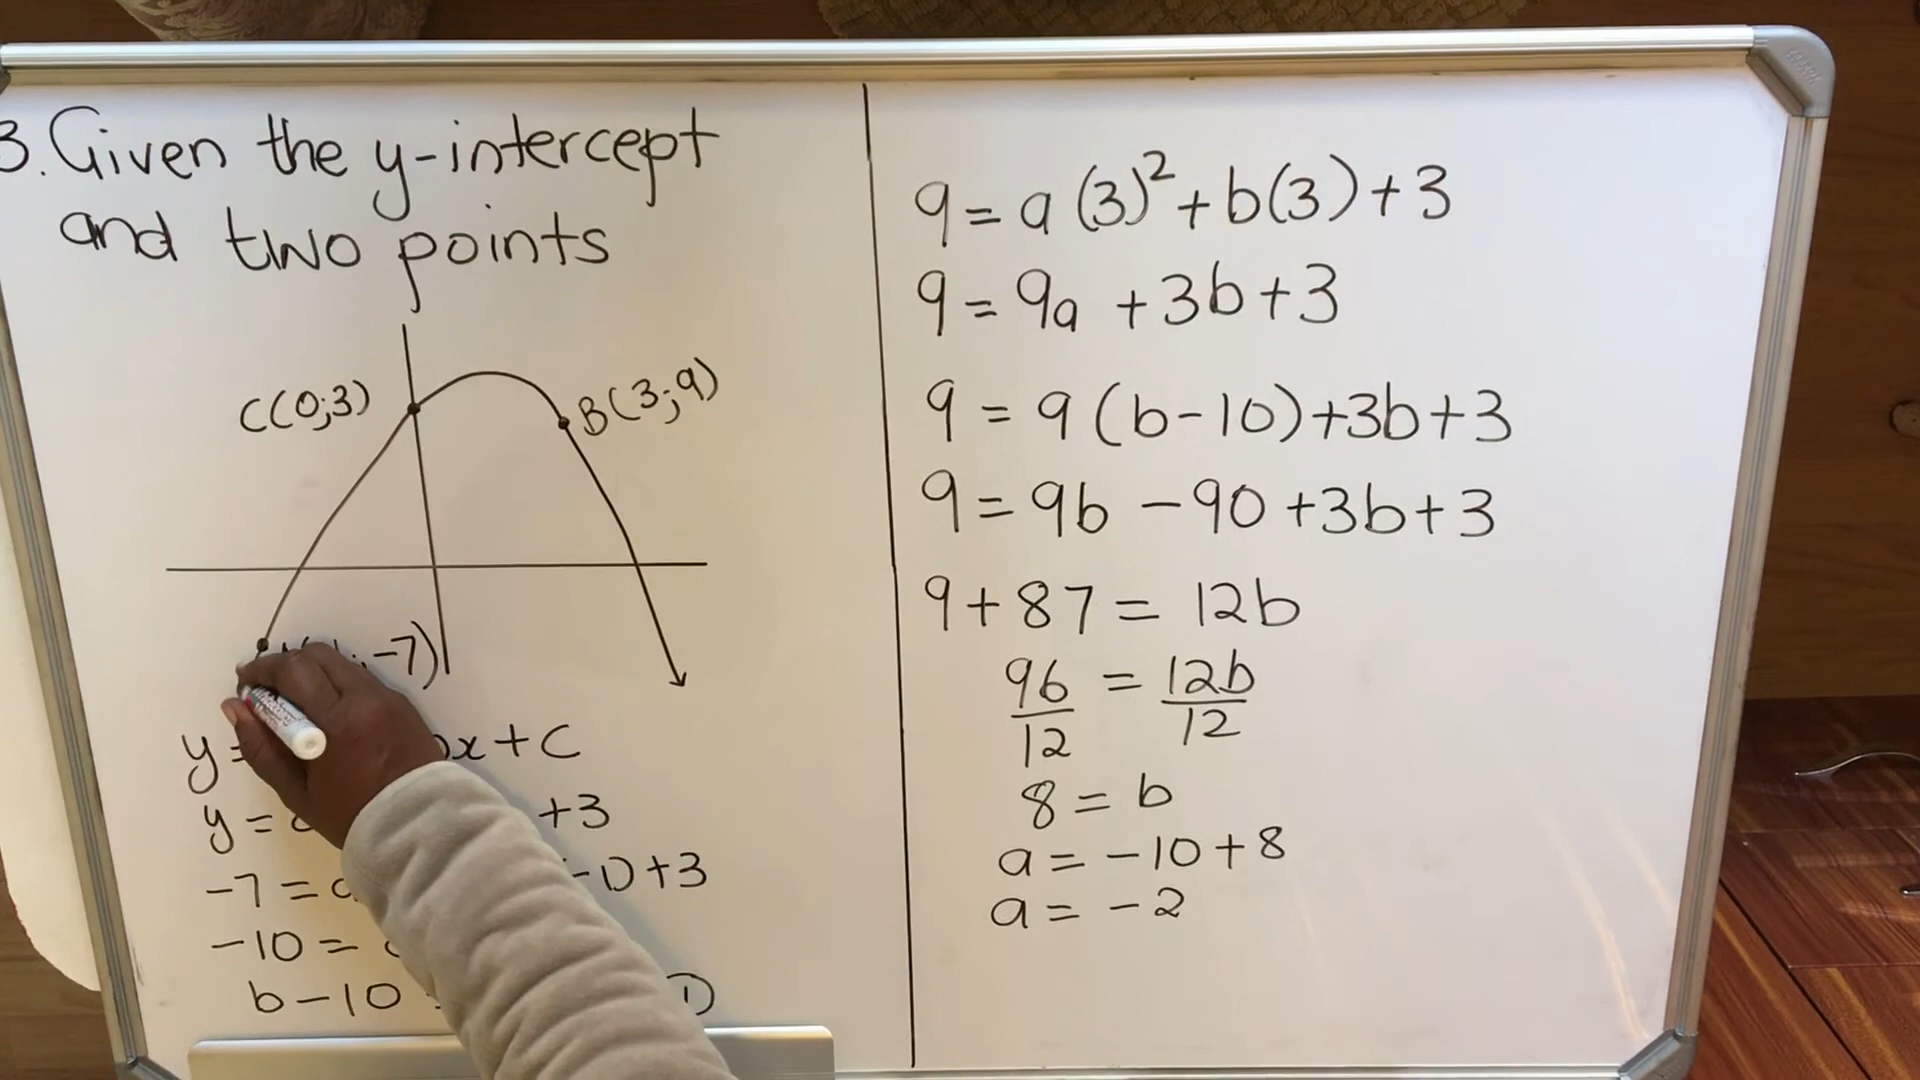 3. Given the y-intercept
and two points
C(0;3)
B(3;9)
; -7)
y= x+c
y= +3
-7= -1)+3
-10=
b-10 1
9=a(3)²+b(3)+3
9=9a +3b+3
9=9(b-10)+3b+3
9=9b-90+3b+3
9+87=12b
96/12=12b/12
8=b
a=-10+8
a=-2